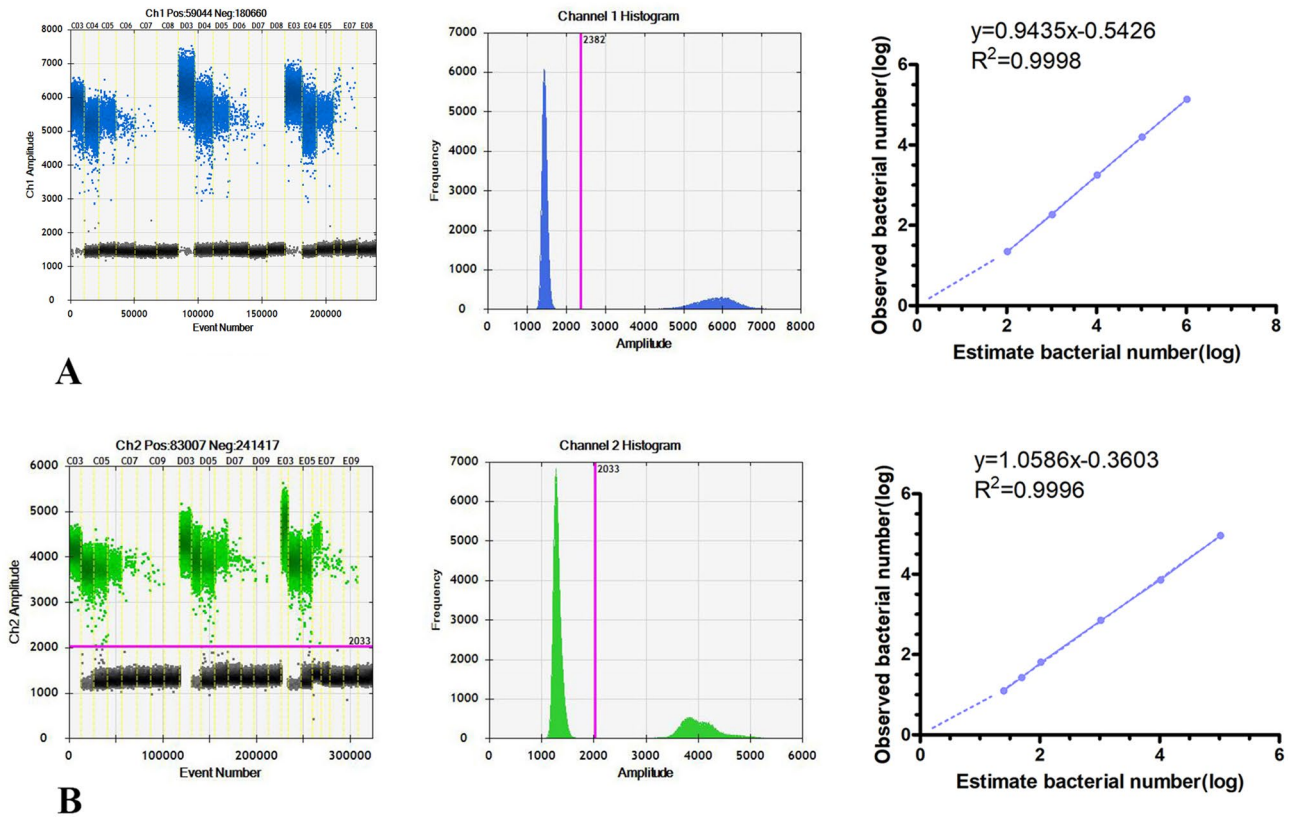 Ch1 Pos:59044 Neg:180660
C03 C04 C05 C06 C07 C08 D03 D04 D05 D06 D07 D08 E03 E04 E05 E07 E08
8000
7000
6000
5000
4000
3000
2000
1000
0
Ch1 Amplitude
0 50000 100000 150000 200000
Event Number
Channel 1 Histogram
2382
7000
6000
5000
4000
3000
2000
1000
0
Frequency
0 1000 2000 3000 4000 5000 6000 7000 8000
Amplitude
y=0.9435x-0.5426
R²=0.9998
6
4
2
0
Observed bacterial number(log)
0 2 4 6 8
Estimate bacterial number(log)
A
Ch2 Pos:83007 Neg:241417
C03 C05 C07 C09 D03 D05 D07 D09 E03 E05 E07 E09
6000
5000
4000
3000
2000
1000
0
2033
Ch2 Amplitude
0 100000 200000 300000
Event Number
Channel 2 Histogram
2033
7000
6000
5000
4000
3000
2000
1000
0
Frequency
0 1000 2000 3000 4000 5000 6000
Amplitude
y=1.0586x-0.3603
R²=0.9996
6
4
2
0
Observed bacterial number(log)
0 2 4 6
Estimate bacterial number(log)
B